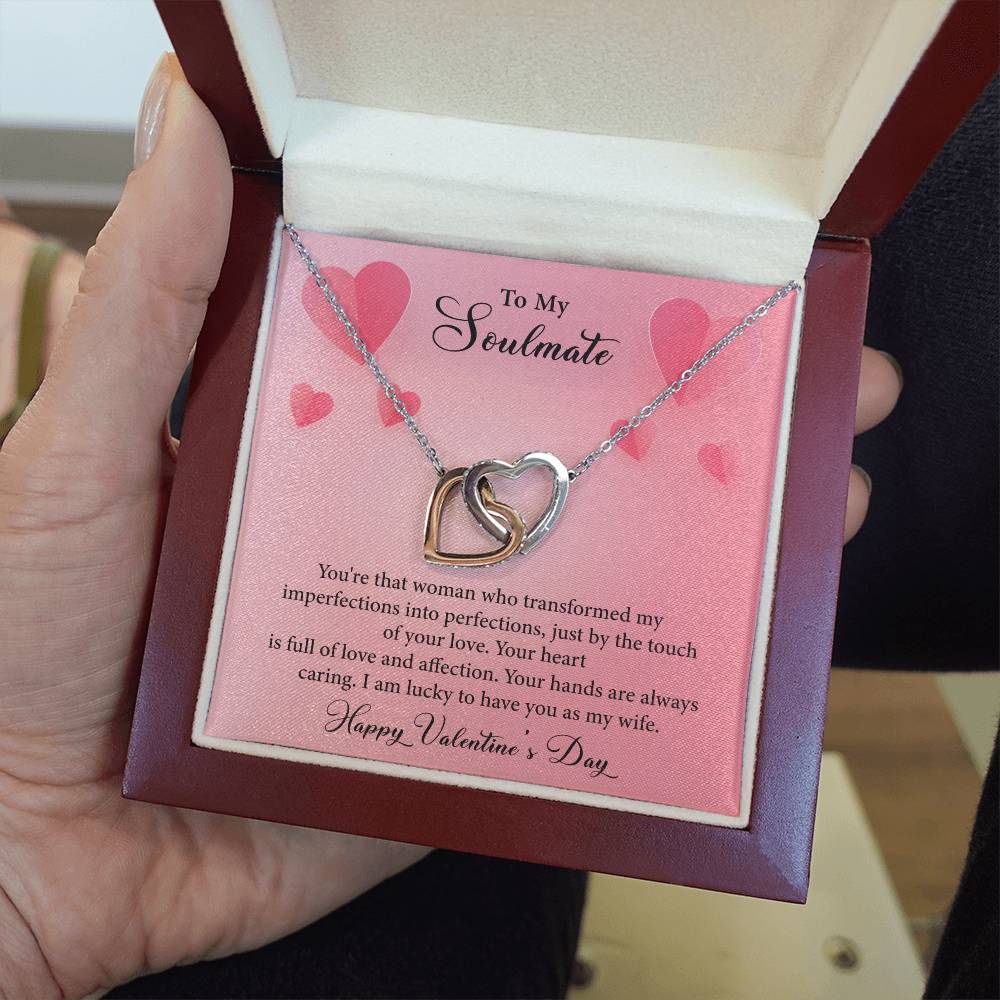 To My
Soulmate
You're that woman who transformed my
imperfections into perfections, just by the touch
of your love. Your heart
is full of love and affection. Your hands are always
caring. I am lucky to have you as my wife.
Happy Valentine's Day